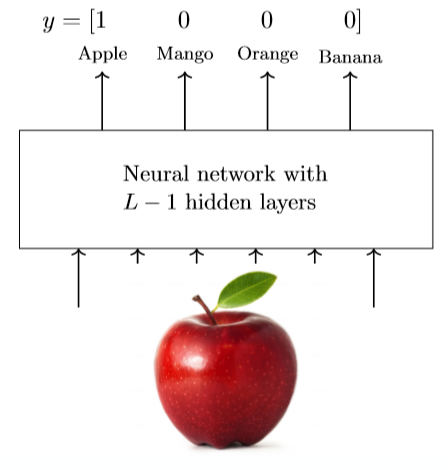 y = [1 0 0 0]
Apple Mango Orange Banana
Neural network with
L − 1 hidden layers